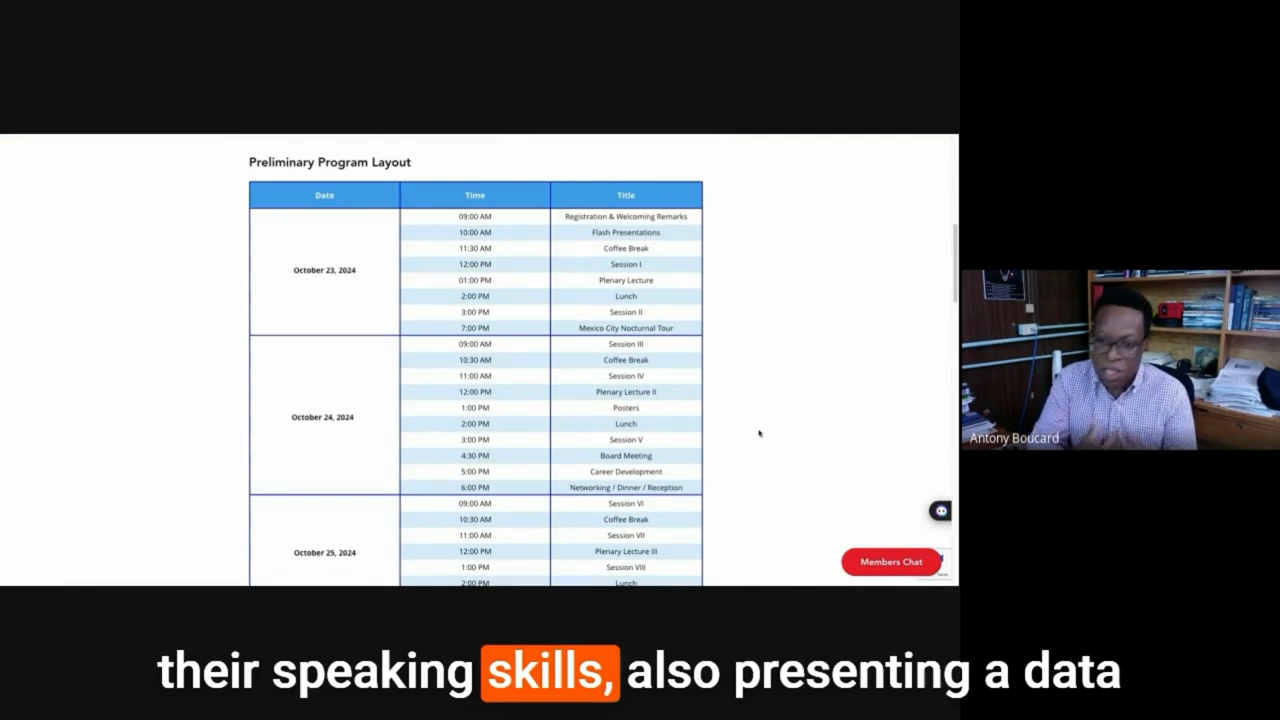 Preliminary Program Layout
Date Time Title
October 23, 2024
09:00 AM Registration & Welcoming Remarks
10:00 AM Flash Presentations
11:30 AM Coffee Break
12:00 PM Session I
01:00 PM Plenary Lecture
2:00 PM Lunch
3:00 PM Session II
7:00 PM Mexico City Nocturnal Tour
October 24, 2024
09:00 AM Session III
10:30 AM Coffee Break
11:00 AM Session IV
12:00 PM Plenary Lecture II
1:00 PM Posters
2:00 PM Lunch
3:00 PM Session V
4:30 PM Board Meeting
5:00 PM Career Development
6:00 PM Networking / Dinner / Reception
October 25, 2024
09:00 AM Session VI
10:30 AM Coffee Break
11:00 AM Session VII
12:00 PM Plenary Lecture III
1:00 PM Session VIII
2:00 PM Lunch
Members Chat
Antony Boucard
their speaking skills, also presenting a data